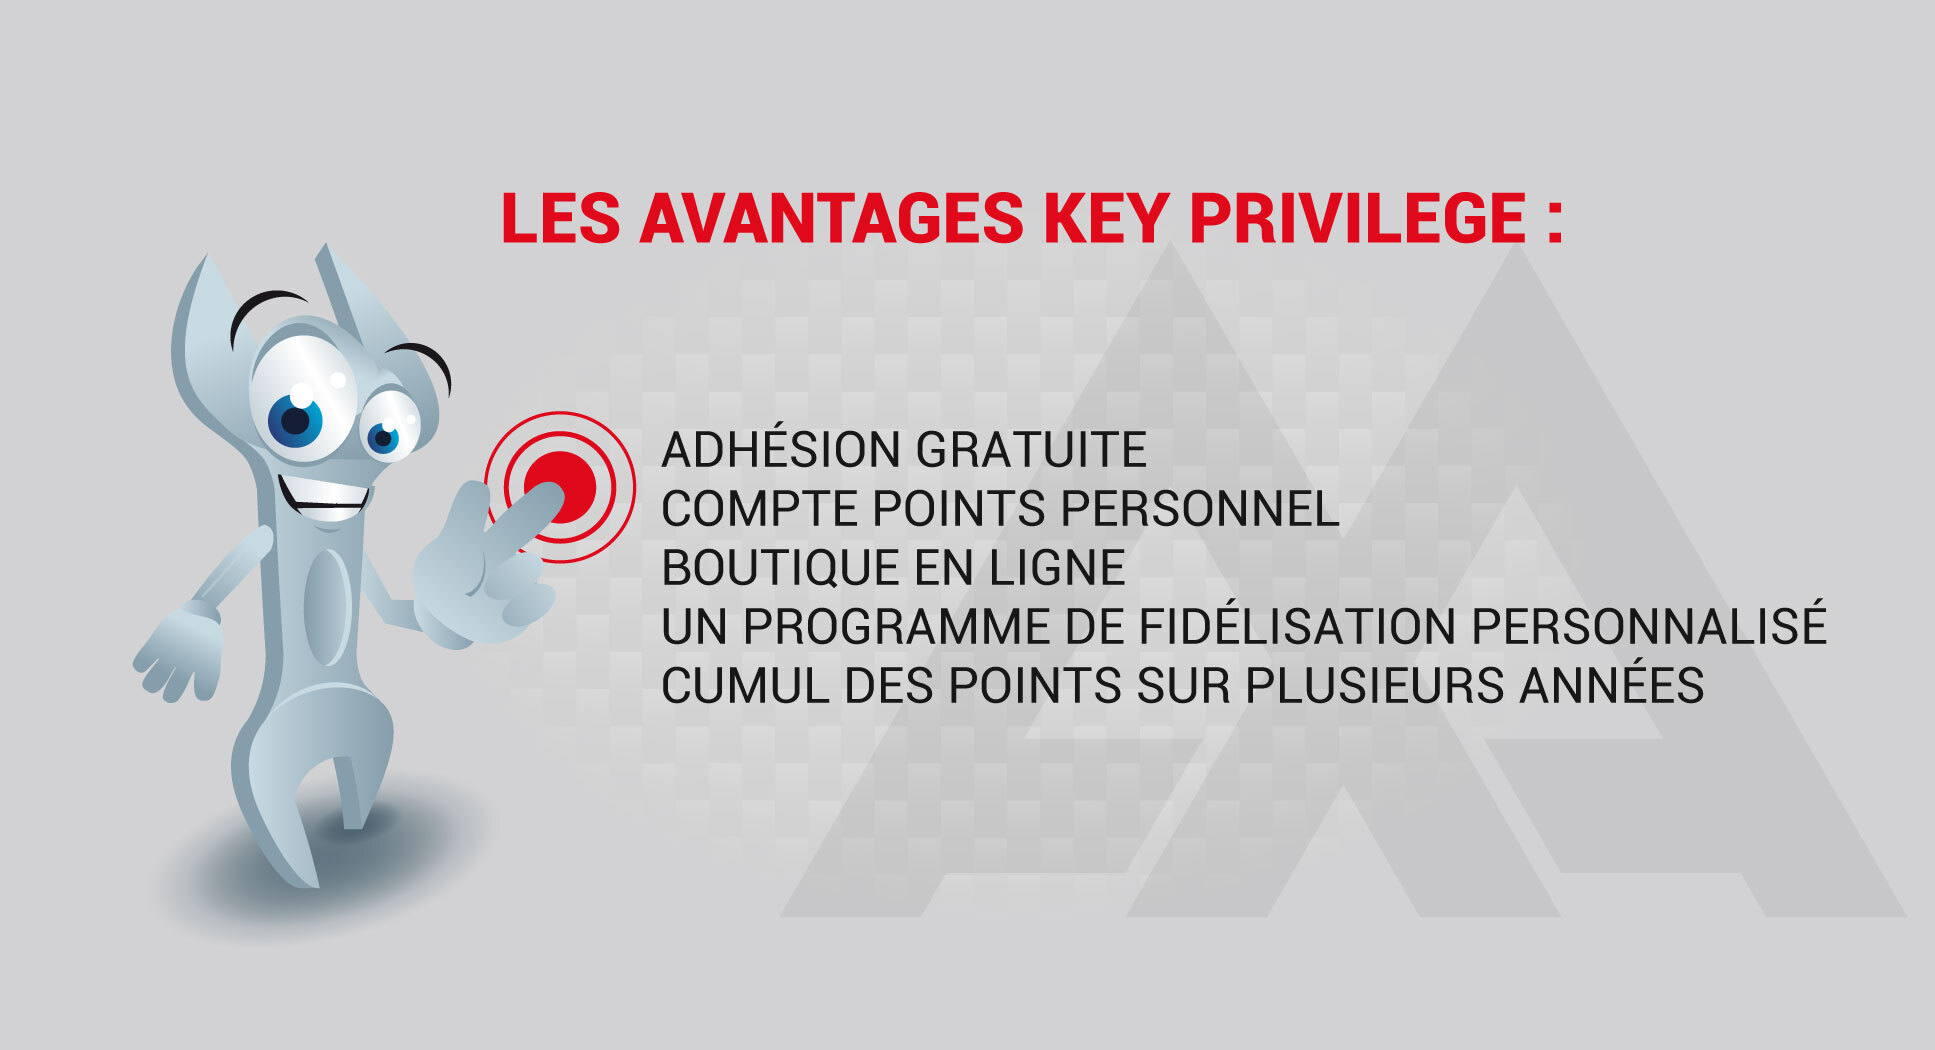 LES AVANTAGES KEY PRIVILEGE :
ADHÉSION GRATUITE
COMPTE POINTS PERSONNEL
BOUTIQUE EN LIGNE
UN PROGRAMME DE FIDÉLISATION PERSONNALISÉ
CUMUL DES POINTS SUR PLUSIEURS ANNÉES